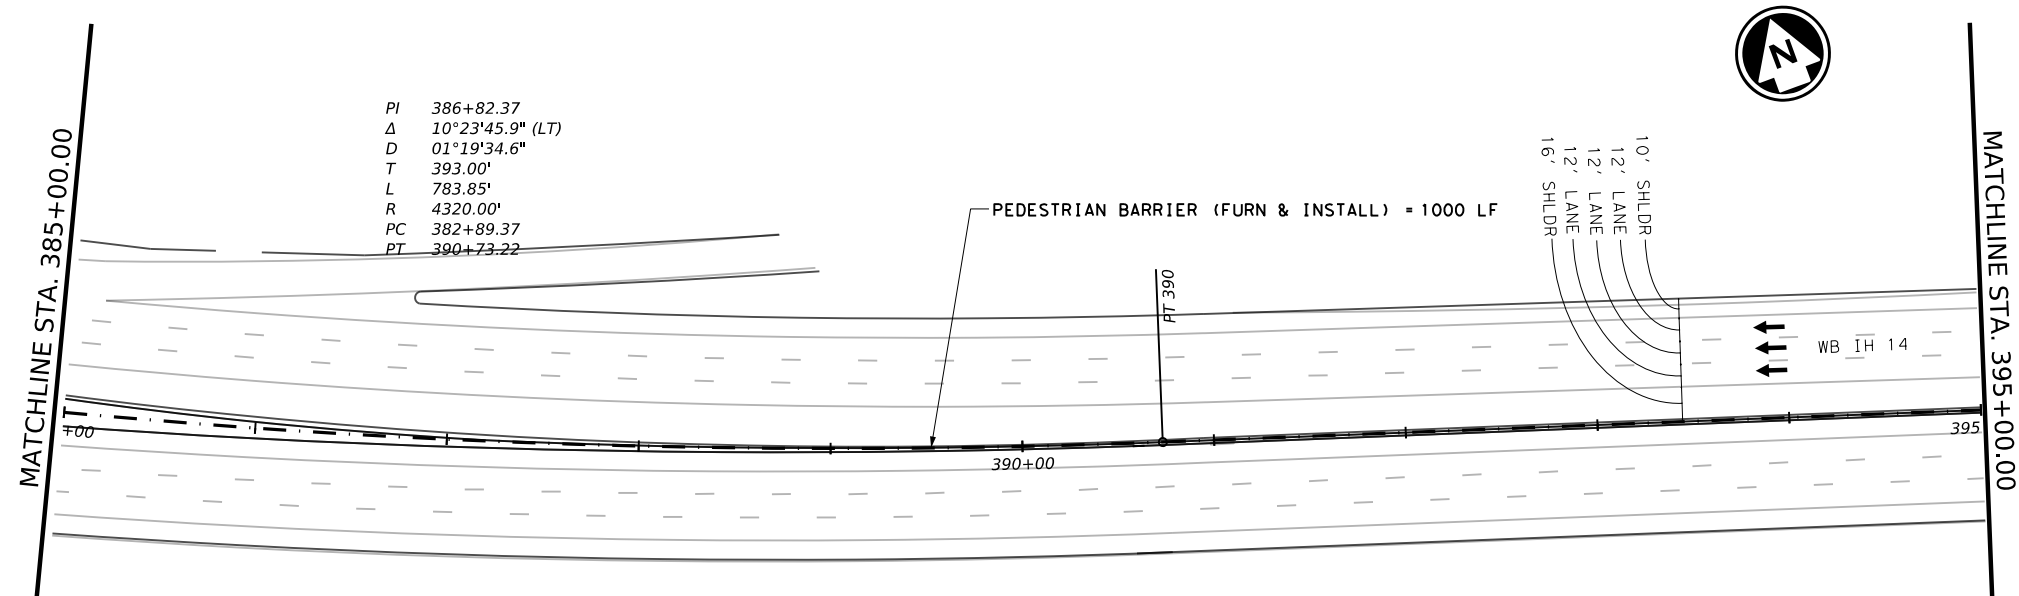 N
MATCHLINE STA. 385+00.00
PI 386+82.37
Δ 10°23'45.9" (LT)
D 01°19'34.6"
T 393.00'
L 783.85'
R 4320.00'
PC 382+89.37
PT 390+73.22
PEDESTRIAN BARRIER (FURN & INSTALL) = 1000 LF
16' SHLDR
12' LANE
12' LANE
12' LANE
10' SHLDR
MATCHLINE STA. 395+00.00
PT 390
WB IH 14
+00
390+00
395